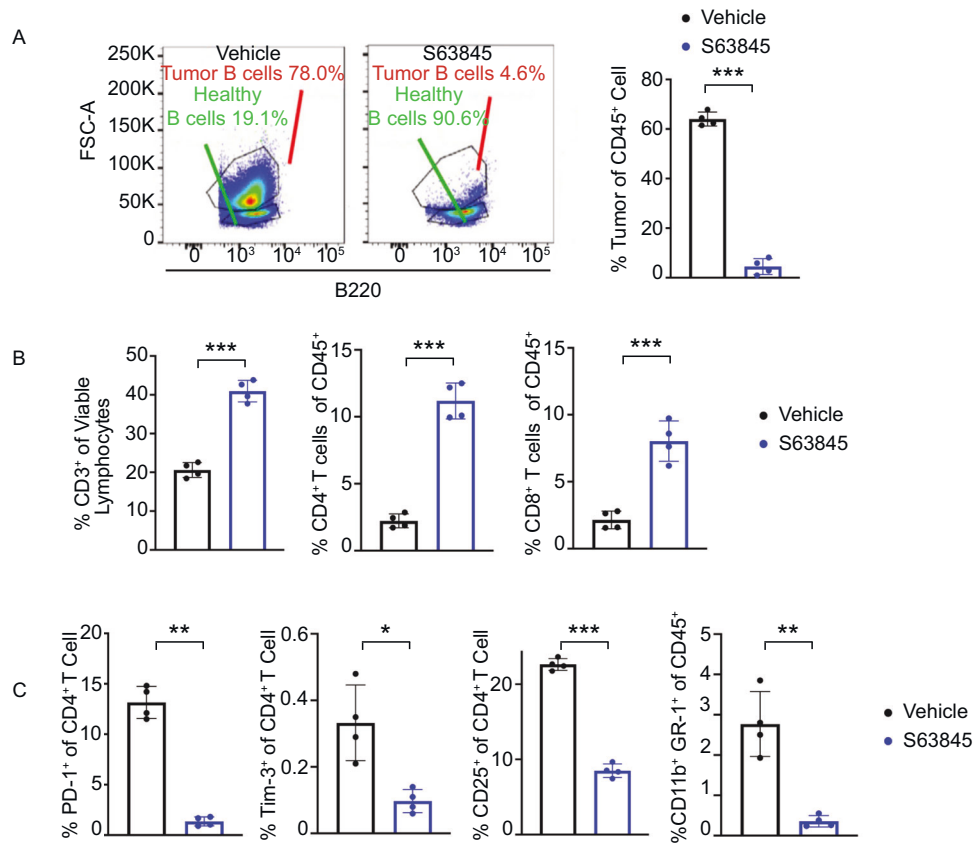 A
Vehicle
Tumor B cells 78.0%
Healthy
B cells 19.1%
S63845
Tumor B cells 4.6%
Healthy
B cells 90.6%
FSC-A
250K
200K
150K
100K
50K
0
0 10³ 10⁴ 10⁵
0 10³ 10⁴ 10⁵
B220
Vehicle
S63845
% Tumor of CD45⁺ Cell
80
60
40
20
0
***
B
% CD3⁺ of Viable
Lymphocytes
50
40
30
20
10
0
***
% CD4⁺ T cells of CD45⁺
15
10
5
0
***
% CD8⁺ T cells of CD45⁺
15
10
5
0
***
Vehicle
S63845
C
% PD-1⁺ of CD4⁺ T Cell
20
15
10
5
0
**
% Tim-3⁺ of CD4⁺ T Cell
0.6
0.4
0.2
0
*
% CD25⁺ of CD4⁺ T Cell
20
10
0
***
%CD11b⁺ GR-1⁺ of CD45⁺
5
4
3
2
1
0
**
Vehicle
S63845